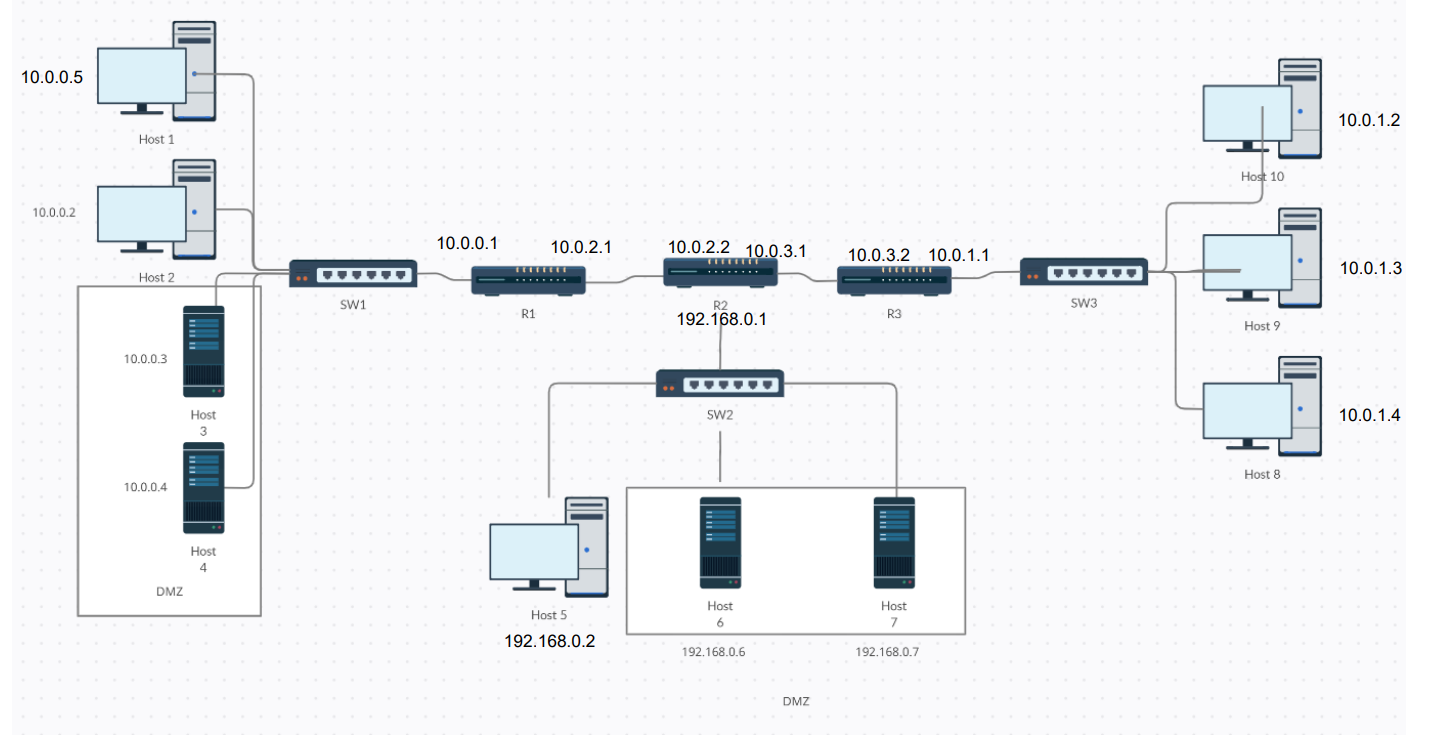 10.0.0.5
Host 1
10.0.0.2
Host 2
10.0.0.3
Host
3
10.0.0.4
Host
4
DMZ
SW1
10.0.0.1
10.0.2.1
R1
10.0.2.2
10.0.3.1
R2
192.168.0.1
10.0.3.2
10.0.1.1
R3
SW3
SW2
Host 5
192.168.0.2
Host
6
192.168.0.6
Host
7
192.168.0.7
DMZ
10.0.1.2
Host 10
10.0.1.3
Host 9
10.0.1.4
Host 8